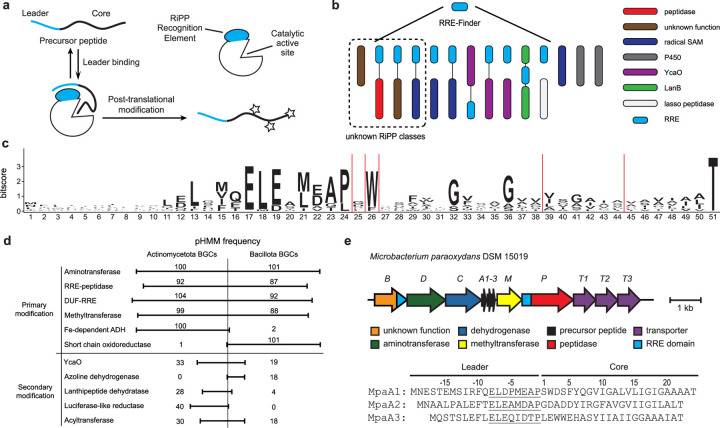 a
Leader
Core
Precursor peptide
Leader binding
Post-translational
modification
RiPP
Recognition
Element
Catalytic
active
site
b
RRE-Finder
unknown RiPP classes
peptidase
unknown function
radical SAM
P450
YcaO
LanB
lasso peptidase
RRE
c
bitscore
4
3
2
1
0
1 2 3 4 5 6 7 8 9 10 11 12 13 14 15 16 17 18 19 20 21 22 23 24 25 26 27 28 29 30 31 32 33 34 35 36 37 38 39 40 41 42 43 44 45 46 47 48 49 50 51
d
pHMM frequency
Actinomycetota BGCs Bacillota BGCs
Primary
modification
Aminotransferase 100 101
RRE-peptidase 92 87
DUF-RRE 104 92
Methyltransferase 99 88
Fe-dependent ADH 100 2
Short chain oxidoreductase 1 101
Secondary
modification
YcaO 33 19
Azoline dehydrogenase 0 18
Lanthipeptide dehydratase 28 4
Luciferase-like reductase 40 0
Acyltransferase 30 18
e
Microbacterium paraoxydans DSM 15019
B D C A1-3 M P T1 T2 T3
1 kb
unknown function
dehydrogenase
precursor peptide
transporter
aminotransferase
methyltransferase
peptidase
RRE domain
Leader Core
-15 -10 -5 1 5 10 15 20 25
MpaA1: MNESTEMSIRFQELDPMEAPSWDSFYQGVIGALVLIGIGAAAAT
MpaA2: MNAALPALEFTELEAMDAPGDADDYIRGFAVGVVIGIGLAT
MpaA3: MQSTSLEFLELEQIDTPLEWWEHASYIIAIIGGAAIAT